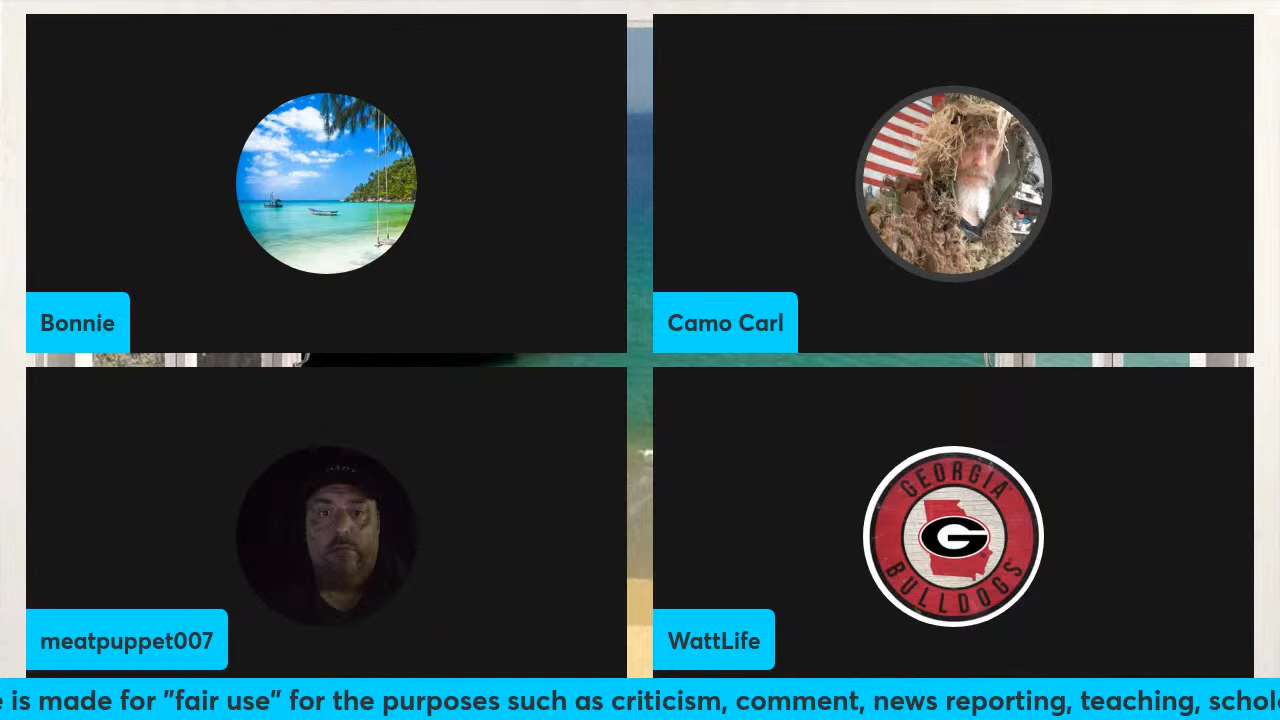 Bonnie
Camo Carl
GEORGIA
G
BULLDOGS
meatpuppet007
WattLife
is made for "fair use" for the purposes such as criticism, comment, news reporting, teaching,